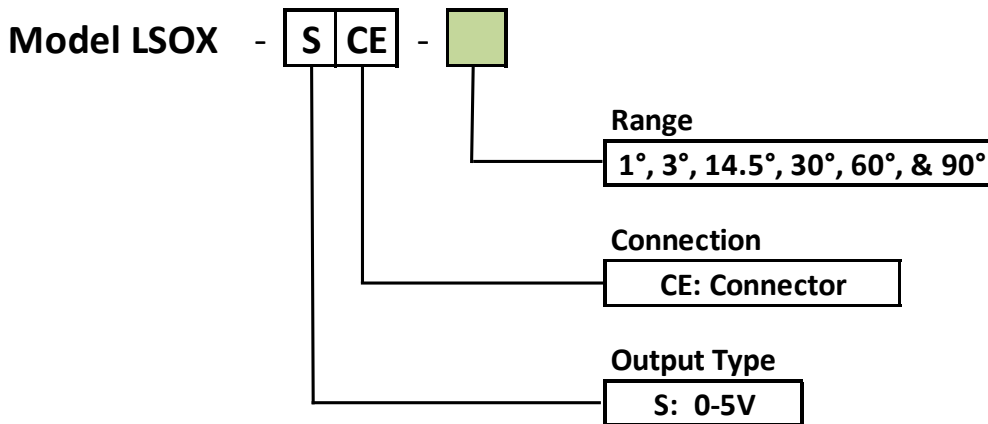 Model LSOX - S CE -
Range
1°, 3°, 14.5°, 30°, 60°, & 90°
Connection
CE: Connector
Output Type
S: 0-5V